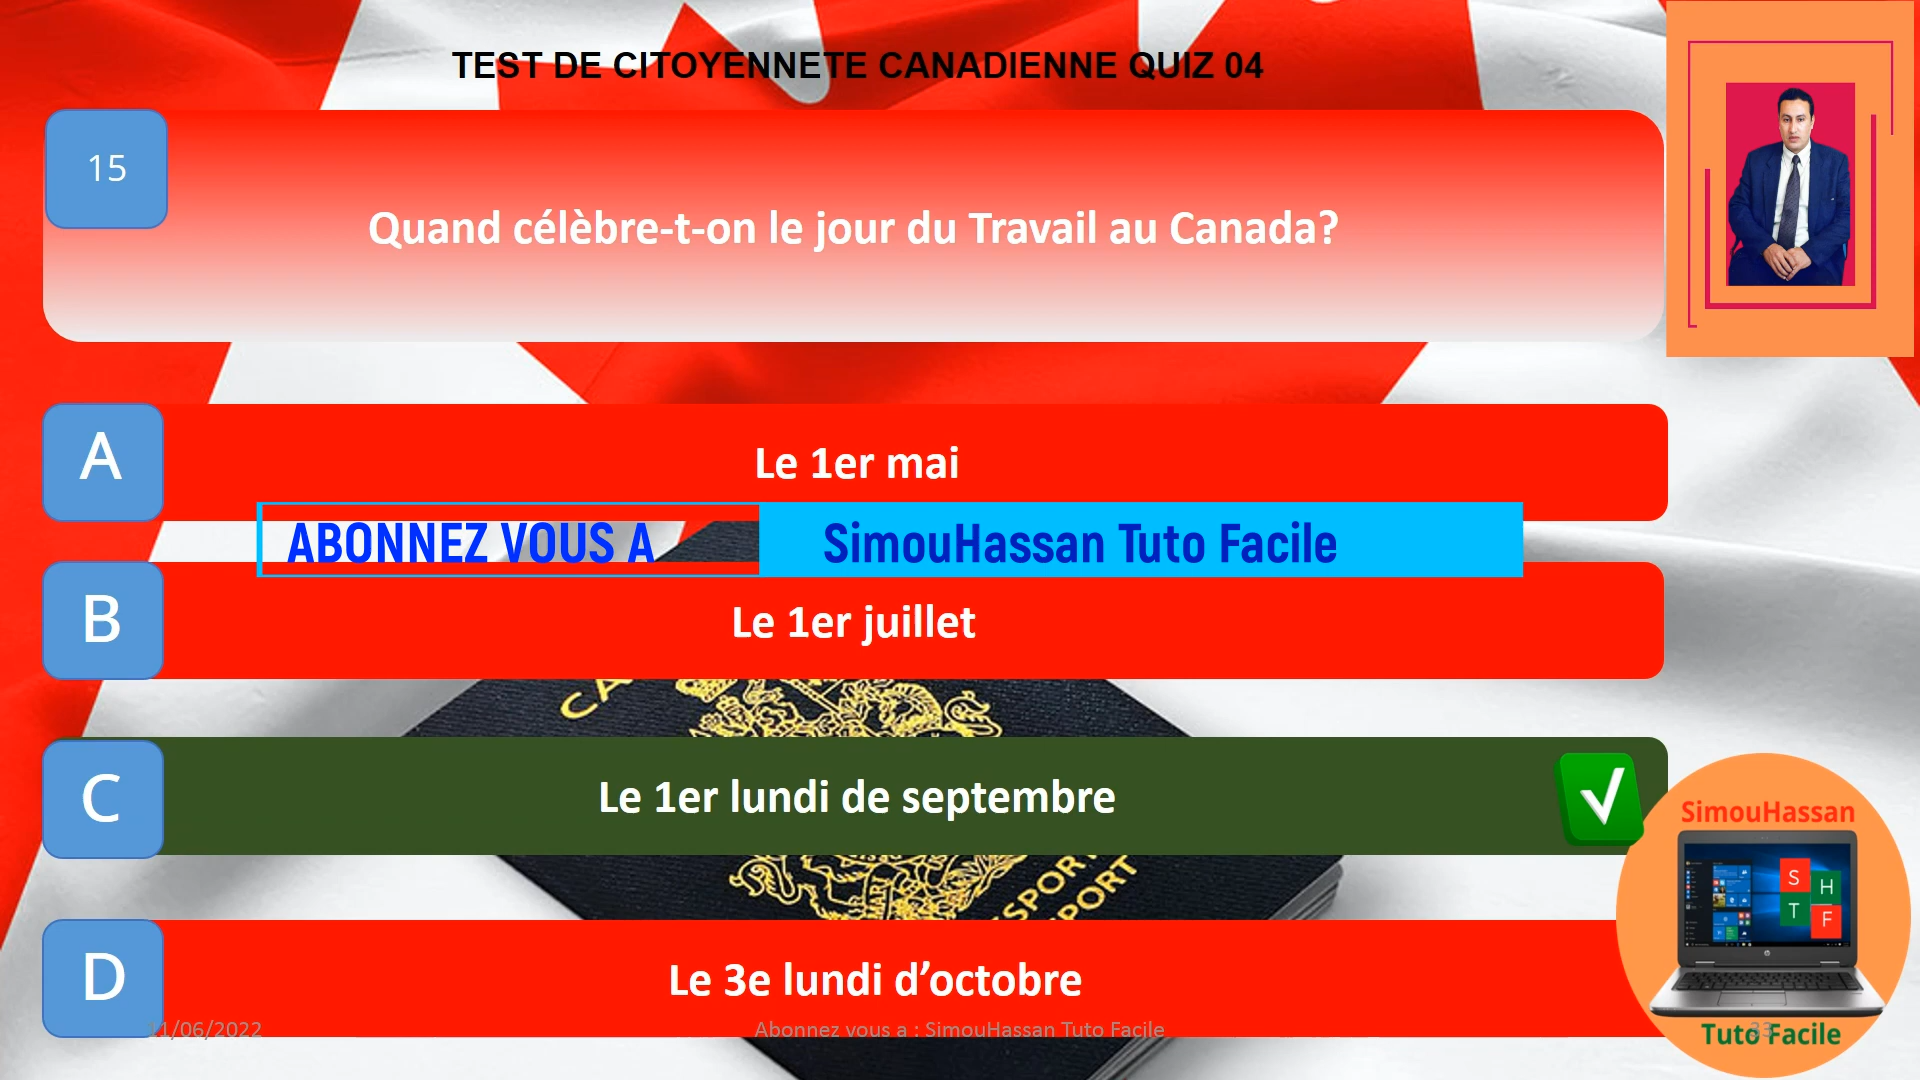 TEST DE CITOYENNETE CANADIENNE QUIZ 04
15
Quand célèbre-t-on le jour du Travail au Canada?
A
Le 1er mai
ABONNEZ VOUS A
SimouHassan Tuto Facile
B
Le 1er juillet
C
Le 1er lundi de septembre
D
Le 3e lundi d’octobre
SimouHassan
S
H
T
F
Tuto Facile
Abonnez vous a : SimouHassan Tuto Facile
33